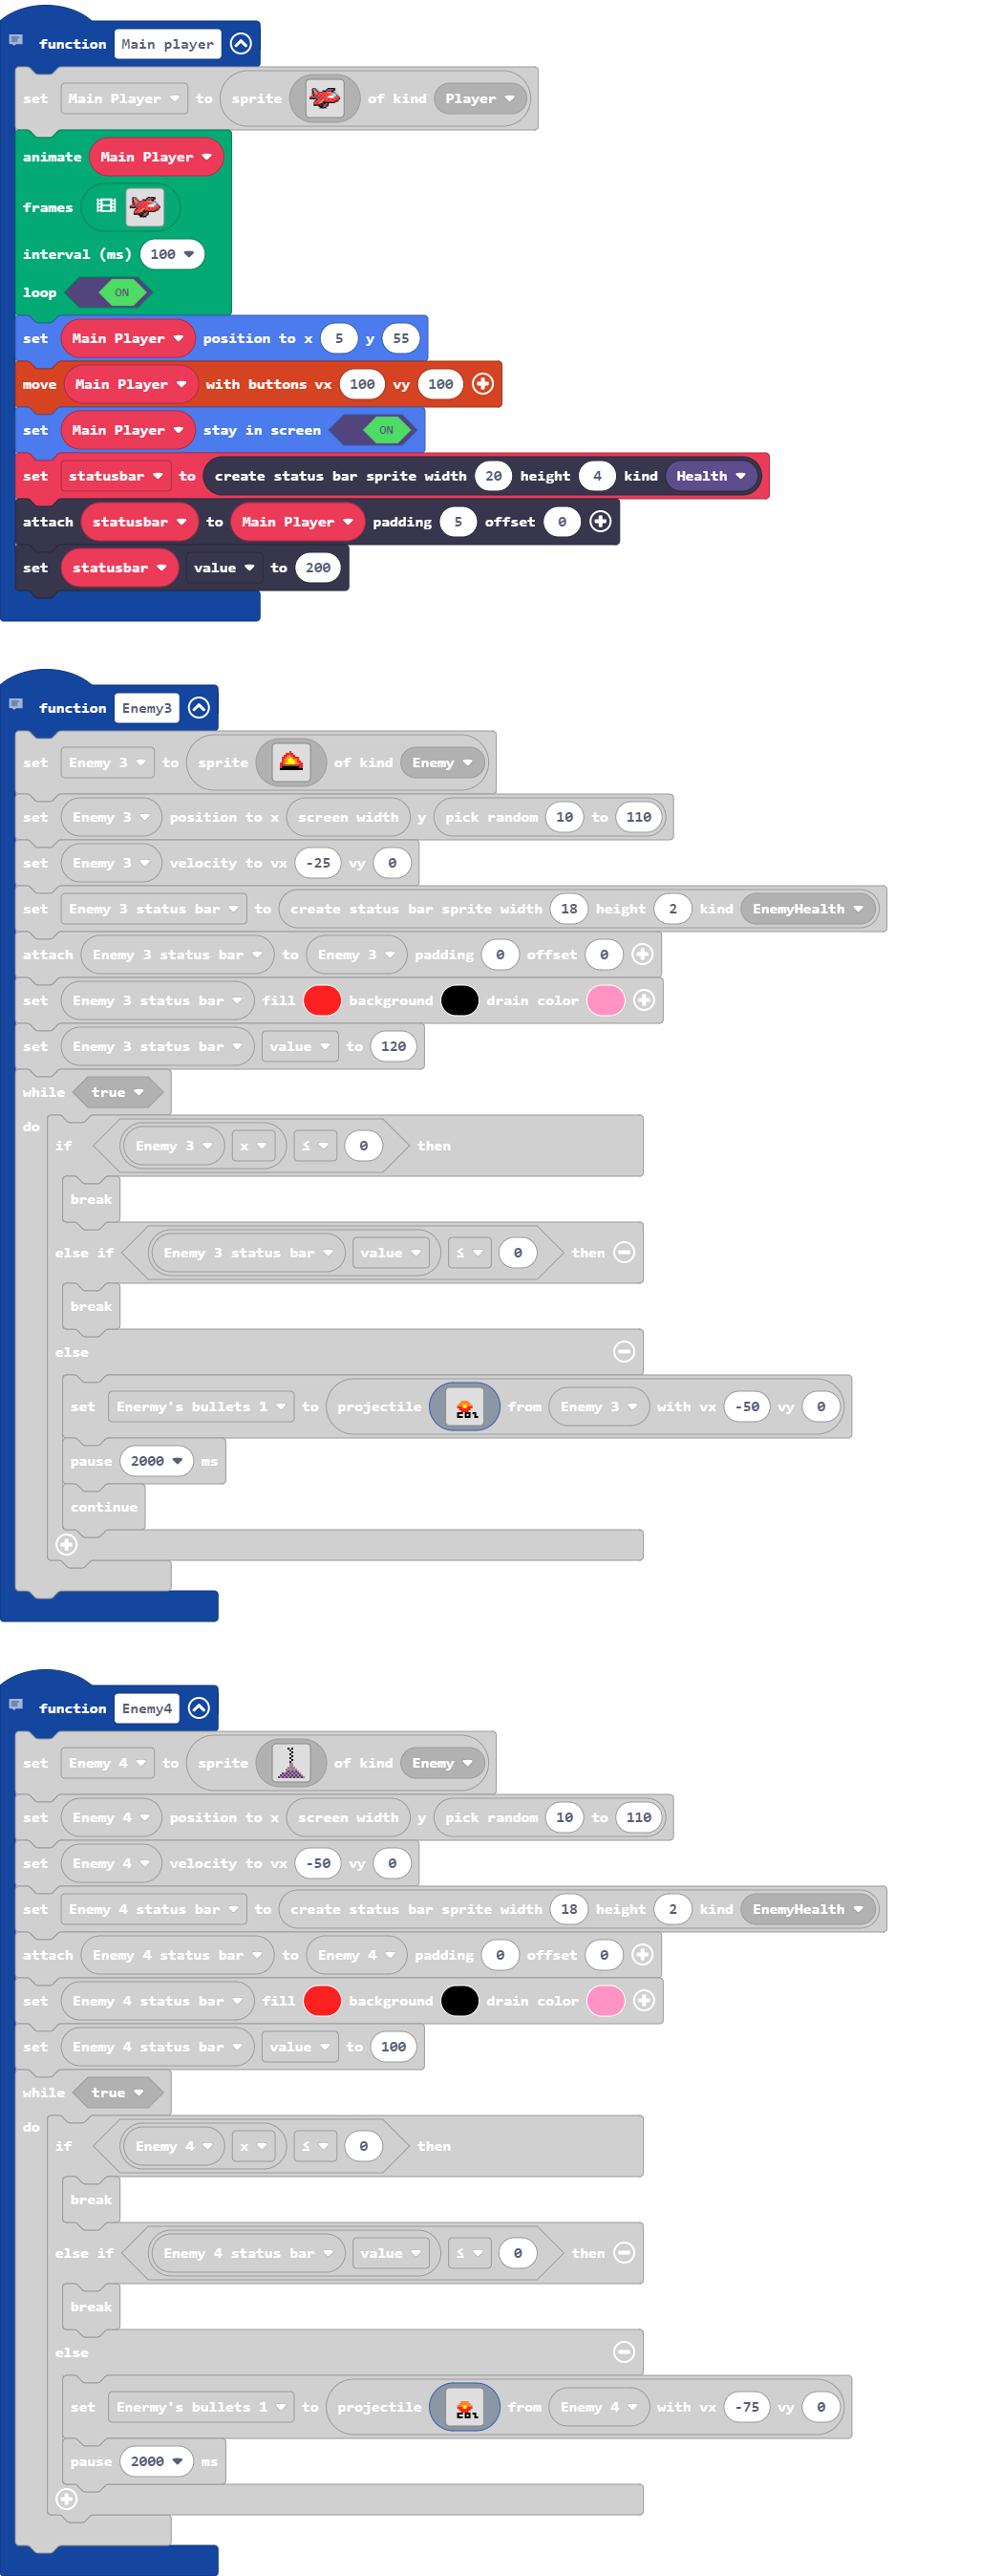 function Main player
set Main Player to sprite of kind Player
animate Main Player
frames
interval (ms) 100
loop ON
set Main Player position to x 5 y 55
move Main Player with buttons vx 100 vy 100
set Main Player stay in screen ON
set statusbar to create status bar sprite width 20 height 4 kind Health
attach statusbar to Main Player padding 5 offset 0
set statusbar value to 200
function Enemy3
set Enemy 3 to sprite of kind Enemy
set Enemy 3 position to x screen width y pick random 10 to 110
set Enemy 3 velocity to vx -25 vy 0
set Enemy 3 status bar to create status bar sprite width 18 height 2 kind EnemyHealth
attach Enemy 3 status bar to Enemy 3 padding 0 offset 0
set Enemy 3 status bar fill background drain color
set Enemy 3 status bar value to 120
while true
do
if Enemy 3 x ≤ 0 then
break
else if Enemy 3 status bar value ≤ 0 then
break
else
set Enermy's bullets 1 to projectile from Enemy 3 with vx -50 vy 0
pause 2000 ms
continue
function Enemy4
set Enemy 4 to sprite of kind Enemy
set Enemy 4 position to x screen width y pick random 10 to 110
set Enemy 4 velocity to vx -50 vy 0
set Enemy 4 status bar to create status bar sprite width 18 height 2 kind EnemyHealth
attach Enemy 4 status bar to Enemy 4 padding 0 offset 0
set Enemy 4 status bar fill background drain color
set Enemy 4 status bar value to 100
while true
do
if Enemy 4 x ≤ 0 then
break
else if Enemy 4 status bar value ≤ 0 then
break
else
set Enermy's bullets 1 to projectile from Enemy 4 with vx -75 vy 0
pause 2000 ms